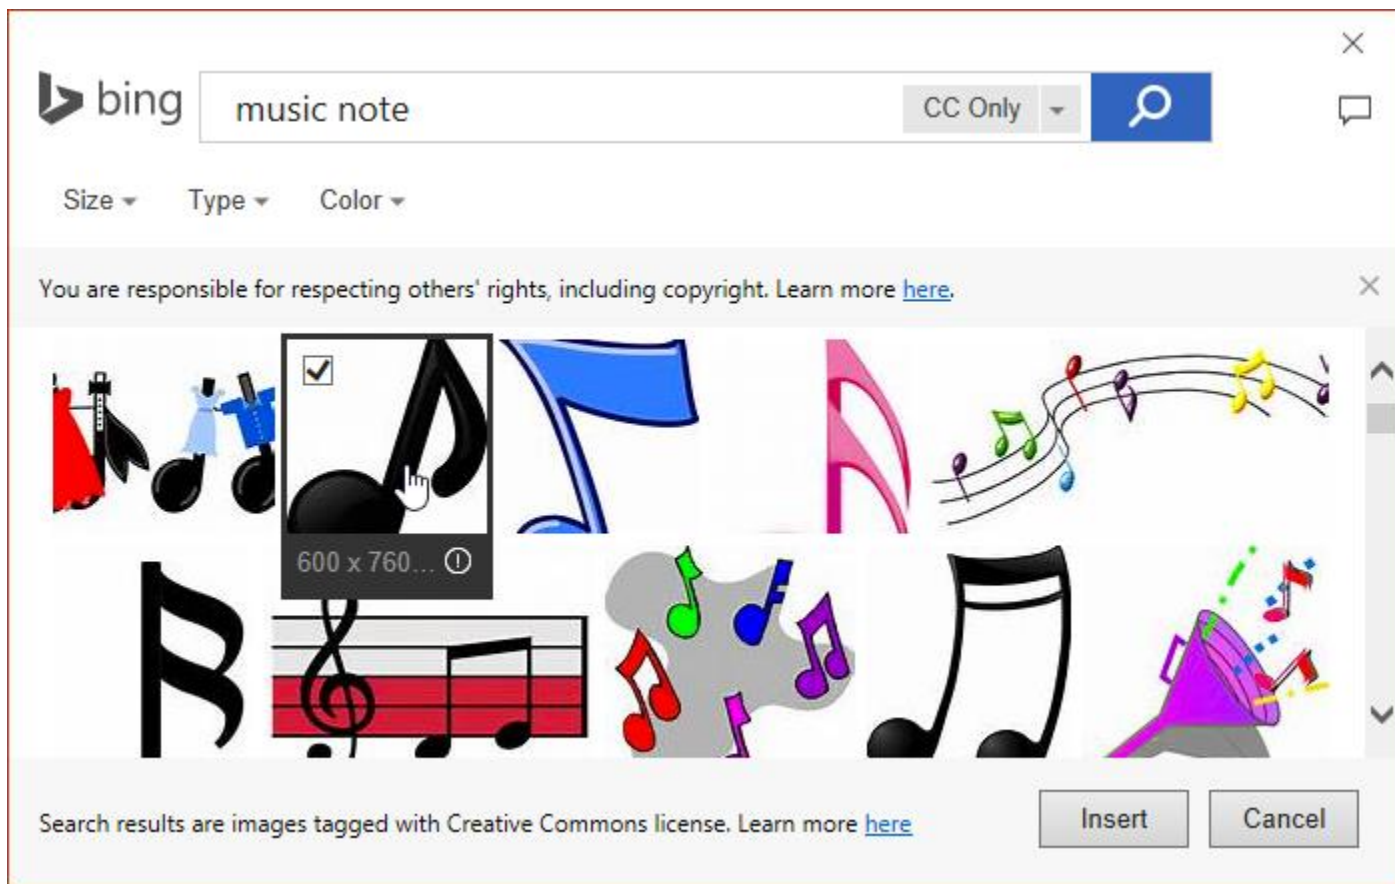 bing
music note
CC Only
Size
Type
Color
You are responsible for respecting others' rights, including copyright. Learn more here.
600 x 760...
Search results are images tagged with Creative Commons license. Learn more here
Insert
Cancel